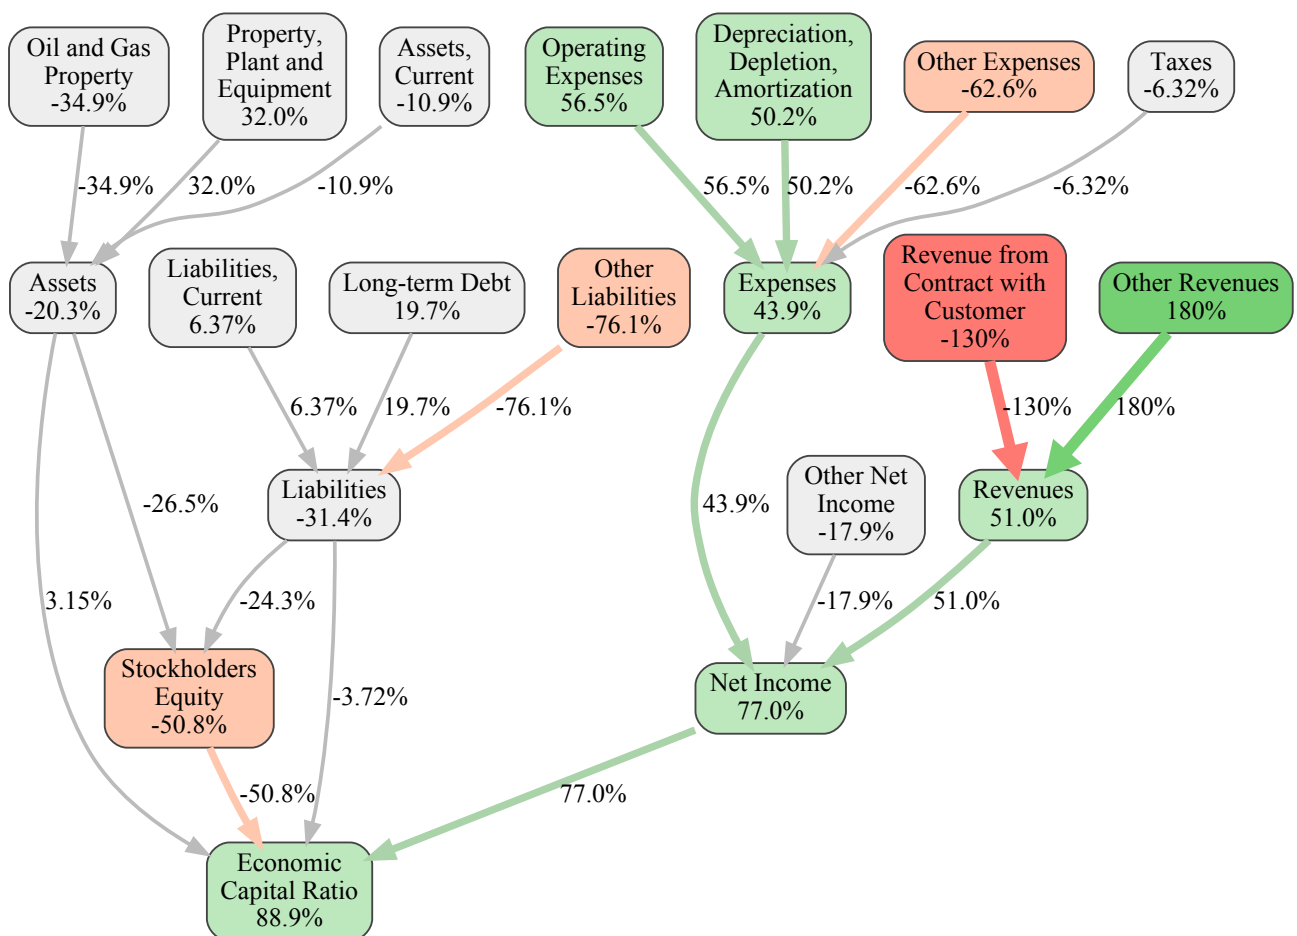 Oil and Gas
Property
-34.9%
Property,
Plant and
Equipment
32.0%
Assets,
Current
-10.9%
Operating
Expenses
56.5%
Depreciation,
Depletion,
Amortization
50.2%
Other Expenses
-62.6%
Taxes
-6.32%
-34.9%
32.0%
-10.9%
56.5%
50.2%
-62.6%
-6.32%
Assets
-20.3%
Liabilities,
Current
6.37%
Long-term Debt
19.7%
Other
Liabilities
-76.1%
Expenses
43.9%
Revenue from
Contract with
Customer
-130%
Other Revenues
180%
6.37%
19.7%
-76.1%
-130%
180%
-26.5%
Liabilities
-31.4%
43.9%
Other Net
Income
-17.9%
Revenues
51.0%
3.15%
-24.3%
-17.9%
51.0%
Stockholders
Equity
-50.8%
-3.72%
Net Income
77.0%
-50.8%
77.0%
Economic
Capital Ratio
88.9%